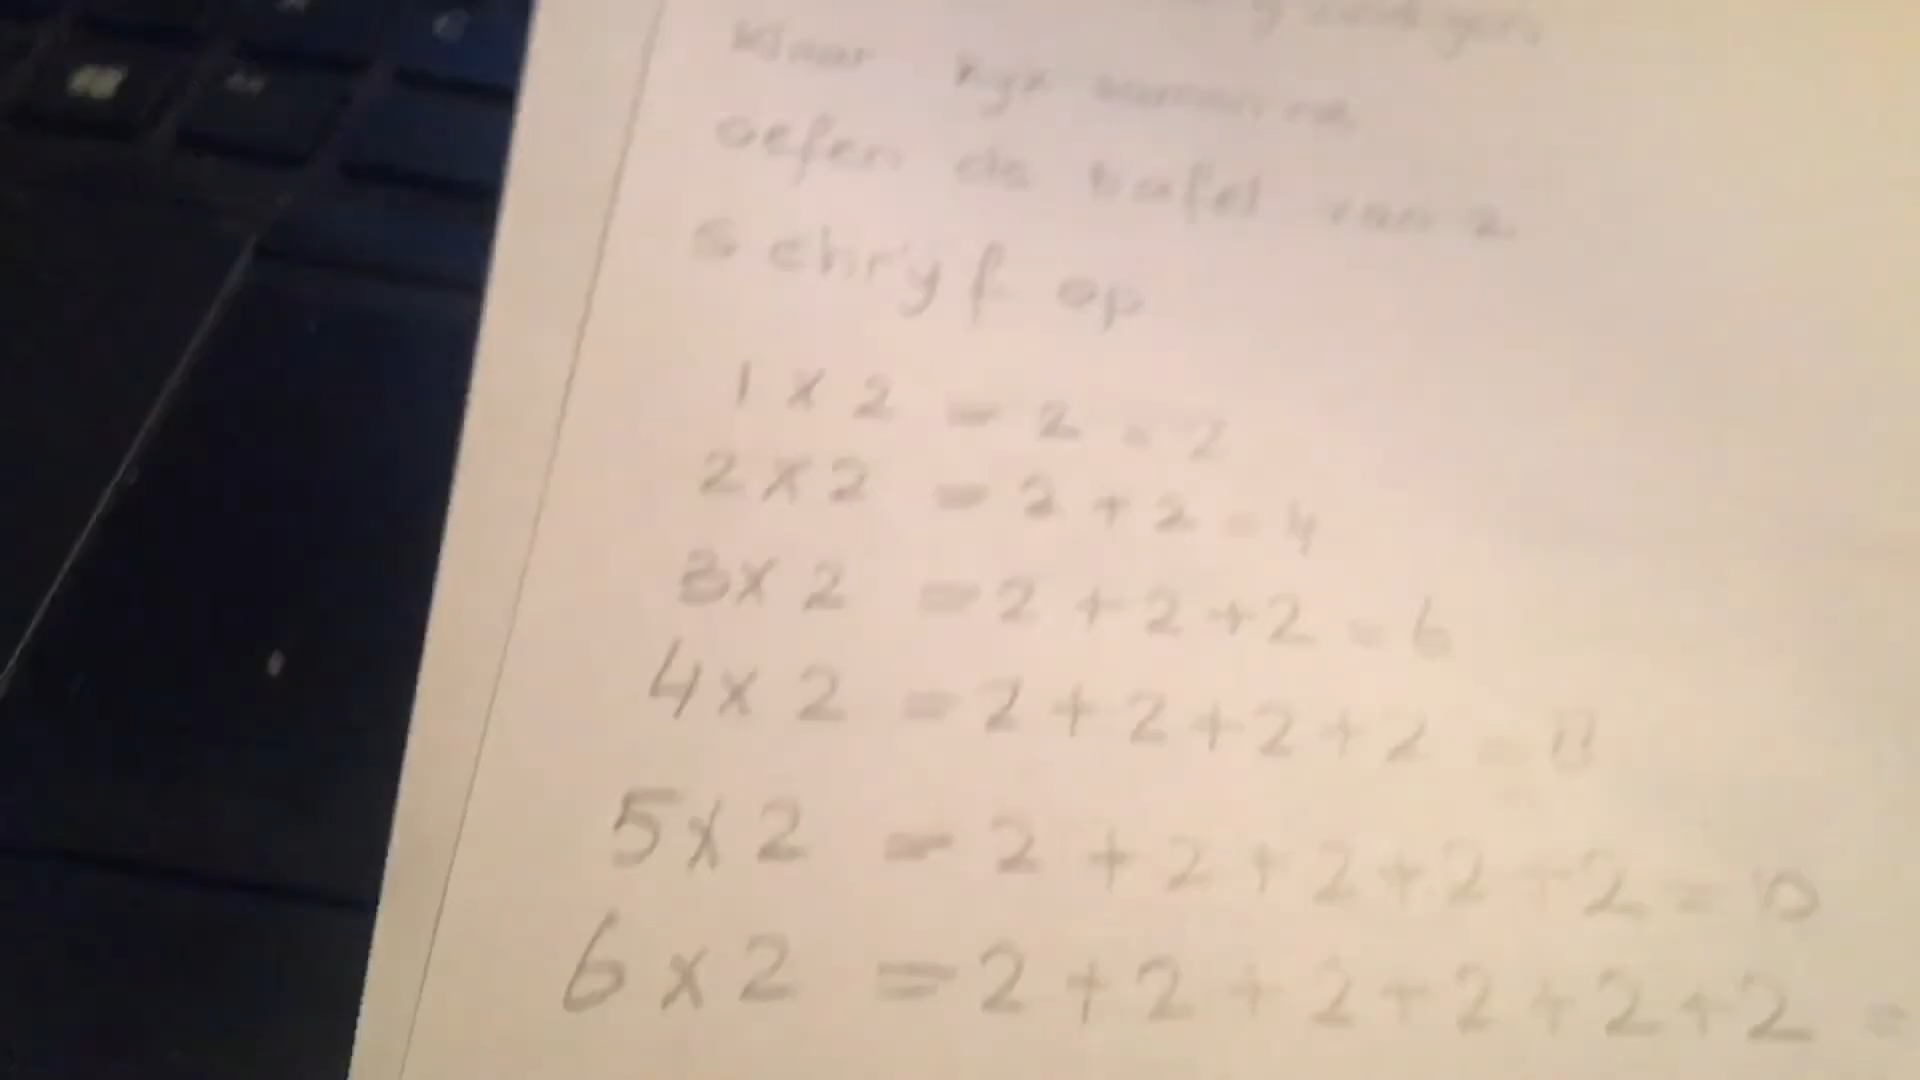 klaar kyk
oefen de tafel van 2
schryf op
1 x 2 = 2 = 2
2 x 2 = 2 + 2 = 4
3 x 2 = 2 + 2 + 2 = 6
4 x 2 = 2 + 2 + 2 + 2 = 8
5 x 2 = 2 + 2 + 2 + 2 + 2 = 10
6 x 2 = 2 + 2 + 2 + 2 + 2 + 2 =